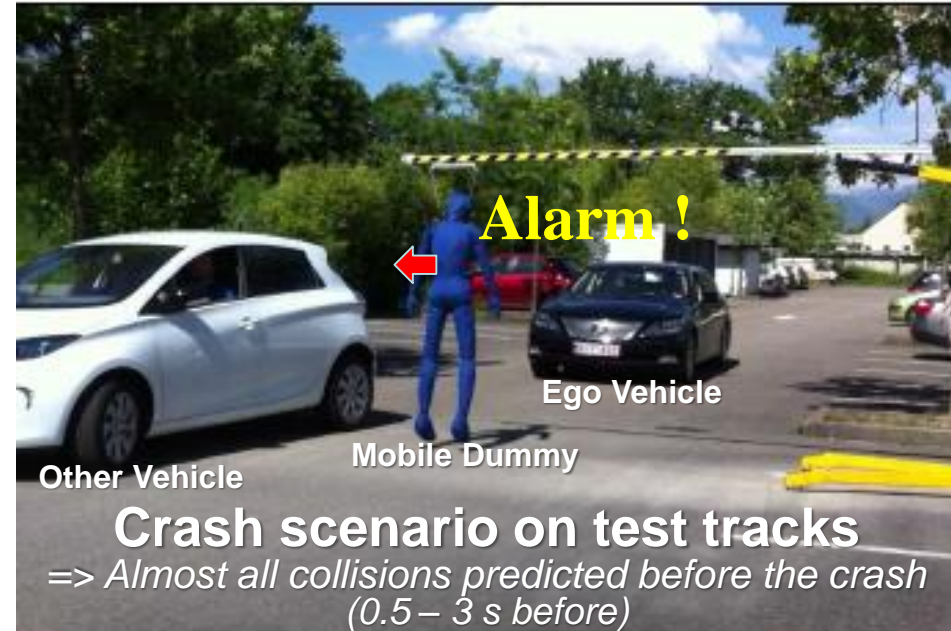 Alarm !
Ego Vehicle
Mobile Dummy
Other Vehicle
Crash scenario on test tracks
=> Almost all collisions predicted before the crash
(0.5 – 3 s before)